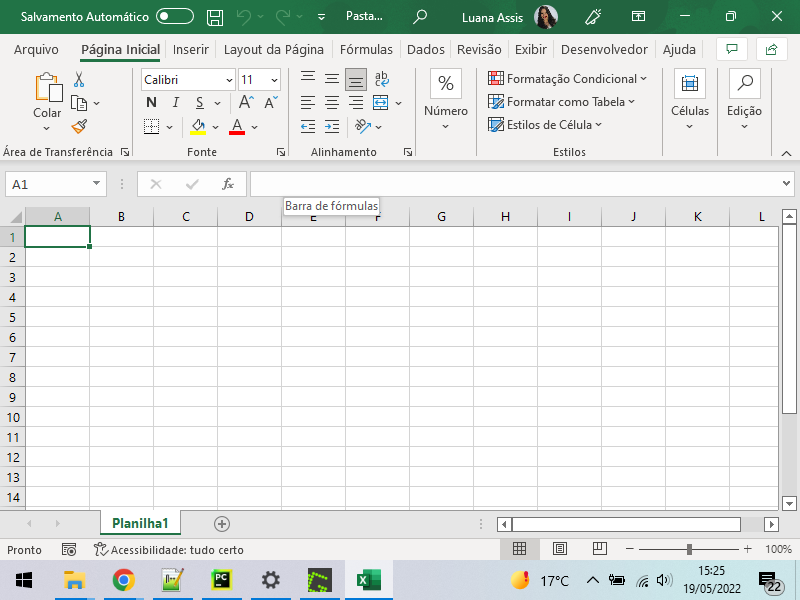 Salvamento Automático Pasta... Luana Assis
Arquivo Página Inicial Inserir Layout da Página Fórmulas Dados Revisão Exibir Desenvolvedor Ajuda
Colar
Área de Transferência
Calibri 11
N I S A A
A
Fonte
ab
Alinhamento
%
Número
Formatação Condicional
Formatar como Tabela
Estilos de Célula
Estilos
Células
Edição
A1 fx
Barra de fórmulas
A B C D E F G H I J K L
1
2
3
4
5
6
7
8
9
10
11
12
13
14
Planilha1
Pronto Acessibilidade: tudo certo 100%
PC 17°C 15:25
19/05/2022 22